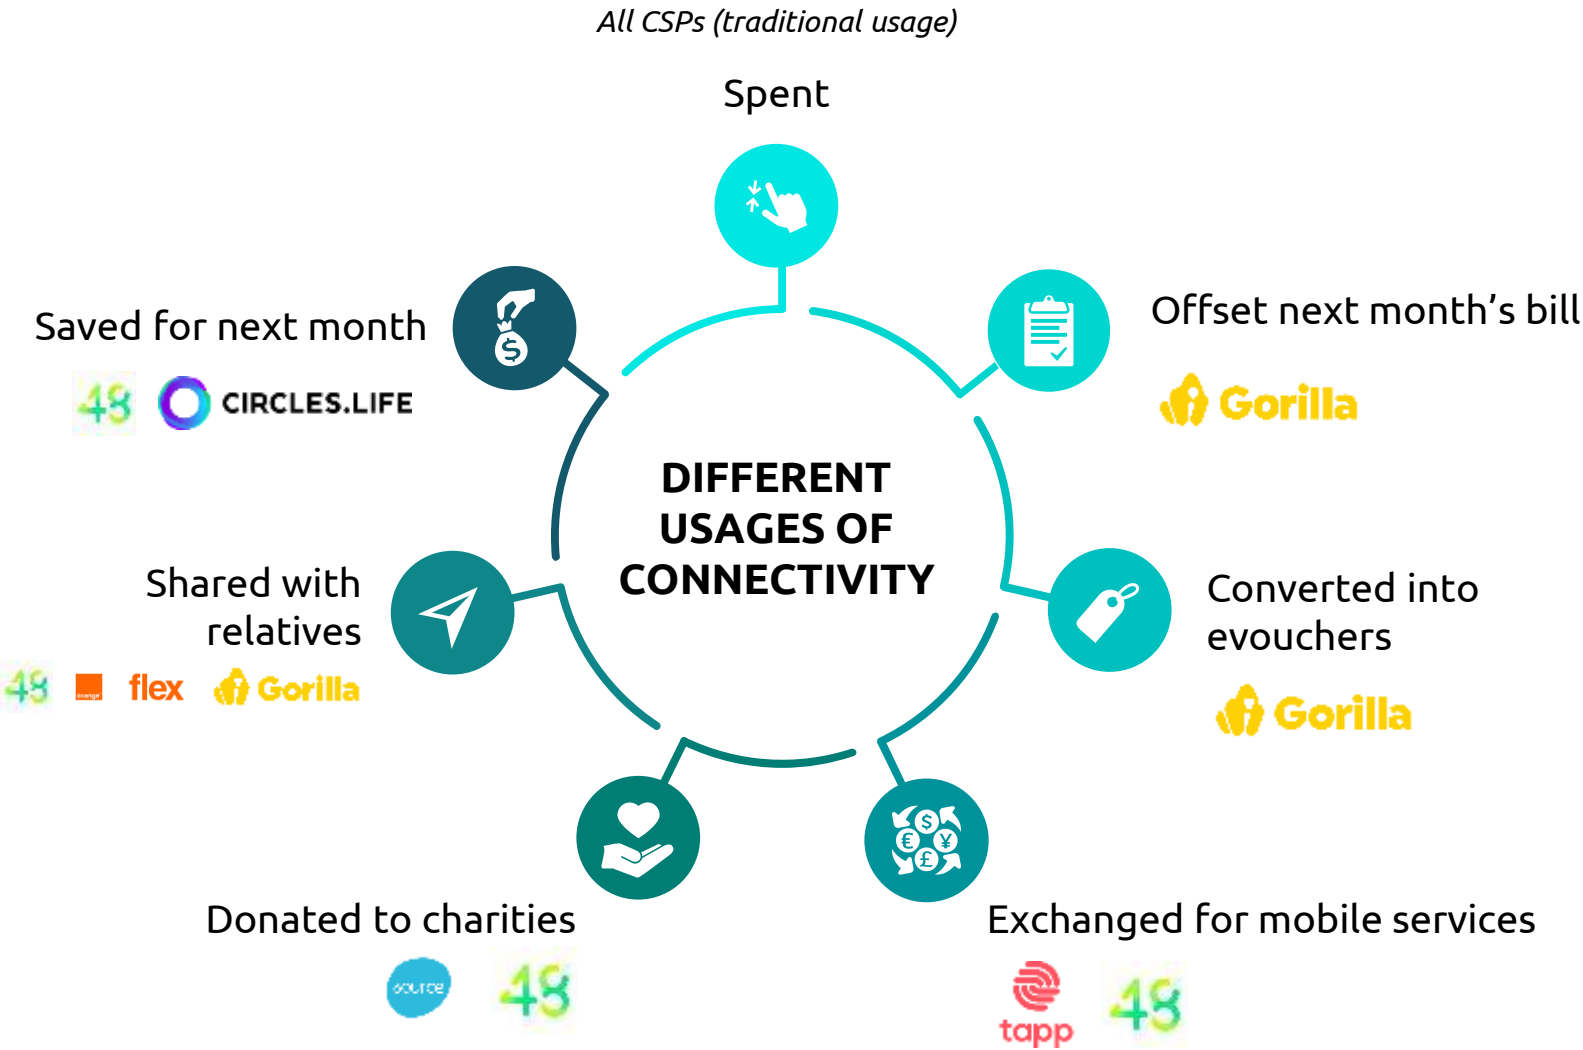 All CSPs (traditional usage)
Spent
Saved for next month
48 CIRCLES.LIFE
Offset next month’s bill
Gorilla
DIFFERENT
USAGES OF
CONNECTIVITY
Shared with
relatives
48 orange flex Gorilla
Converted into
evouchers
Gorilla
Donated to charities
source 48
Exchanged for mobile services
tapp 48
$
$
€
¥
£